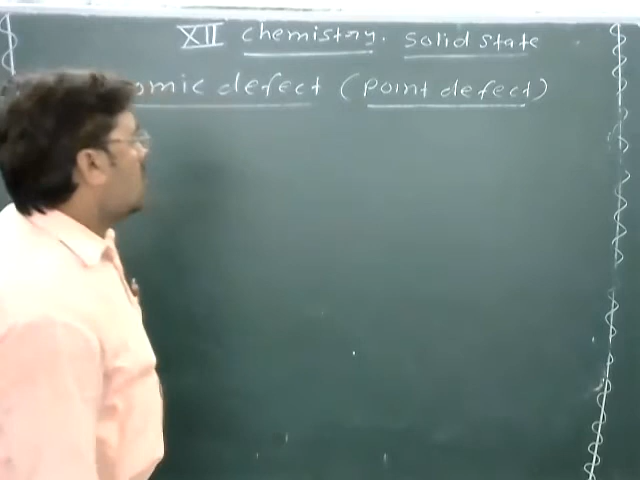 XII Chemistry. Solid state
omic defect (Point defect)